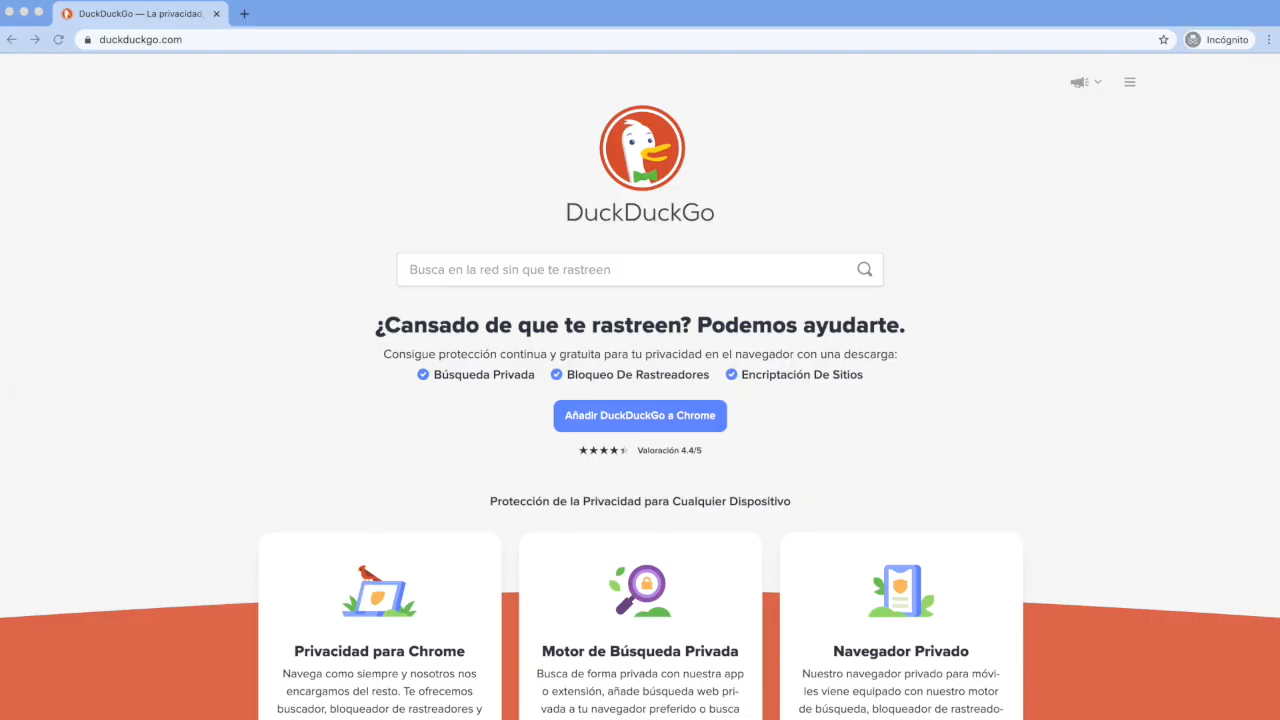 DuckDuckGo — La privacidad,
duckduckgo.com
Incógnito
DuckDuckGo
Busca en la red sin que te rastreen
¿Cansado de que te rastreen? Podemos ayudarte.
Consigue protección continua y gratuita para tu privacidad en el navegador con una descarga:
Búsqueda Privada
Bloqueo De Rastreadores
Encriptación De Sitios
Añadir DuckDuckGo a Chrome
Valoración 4.4/5
Protección de la Privacidad para Cualquier Dispositivo
Privacidad para Chrome
Navega como siempre y nosotros nos
encargamos del resto. Te ofrecemos
buscador, bloqueador de rastreadores y
Motor de Búsqueda Privada
Busca de forma privada con nuestra app
o extensión, añade búsqueda web pri-
vada a tu navegador preferido o busca
Navegador Privado
Nuestro navegador privado para móvi-
les viene equipado con nuestro motor
de búsqueda, bloqueador de rastreado-